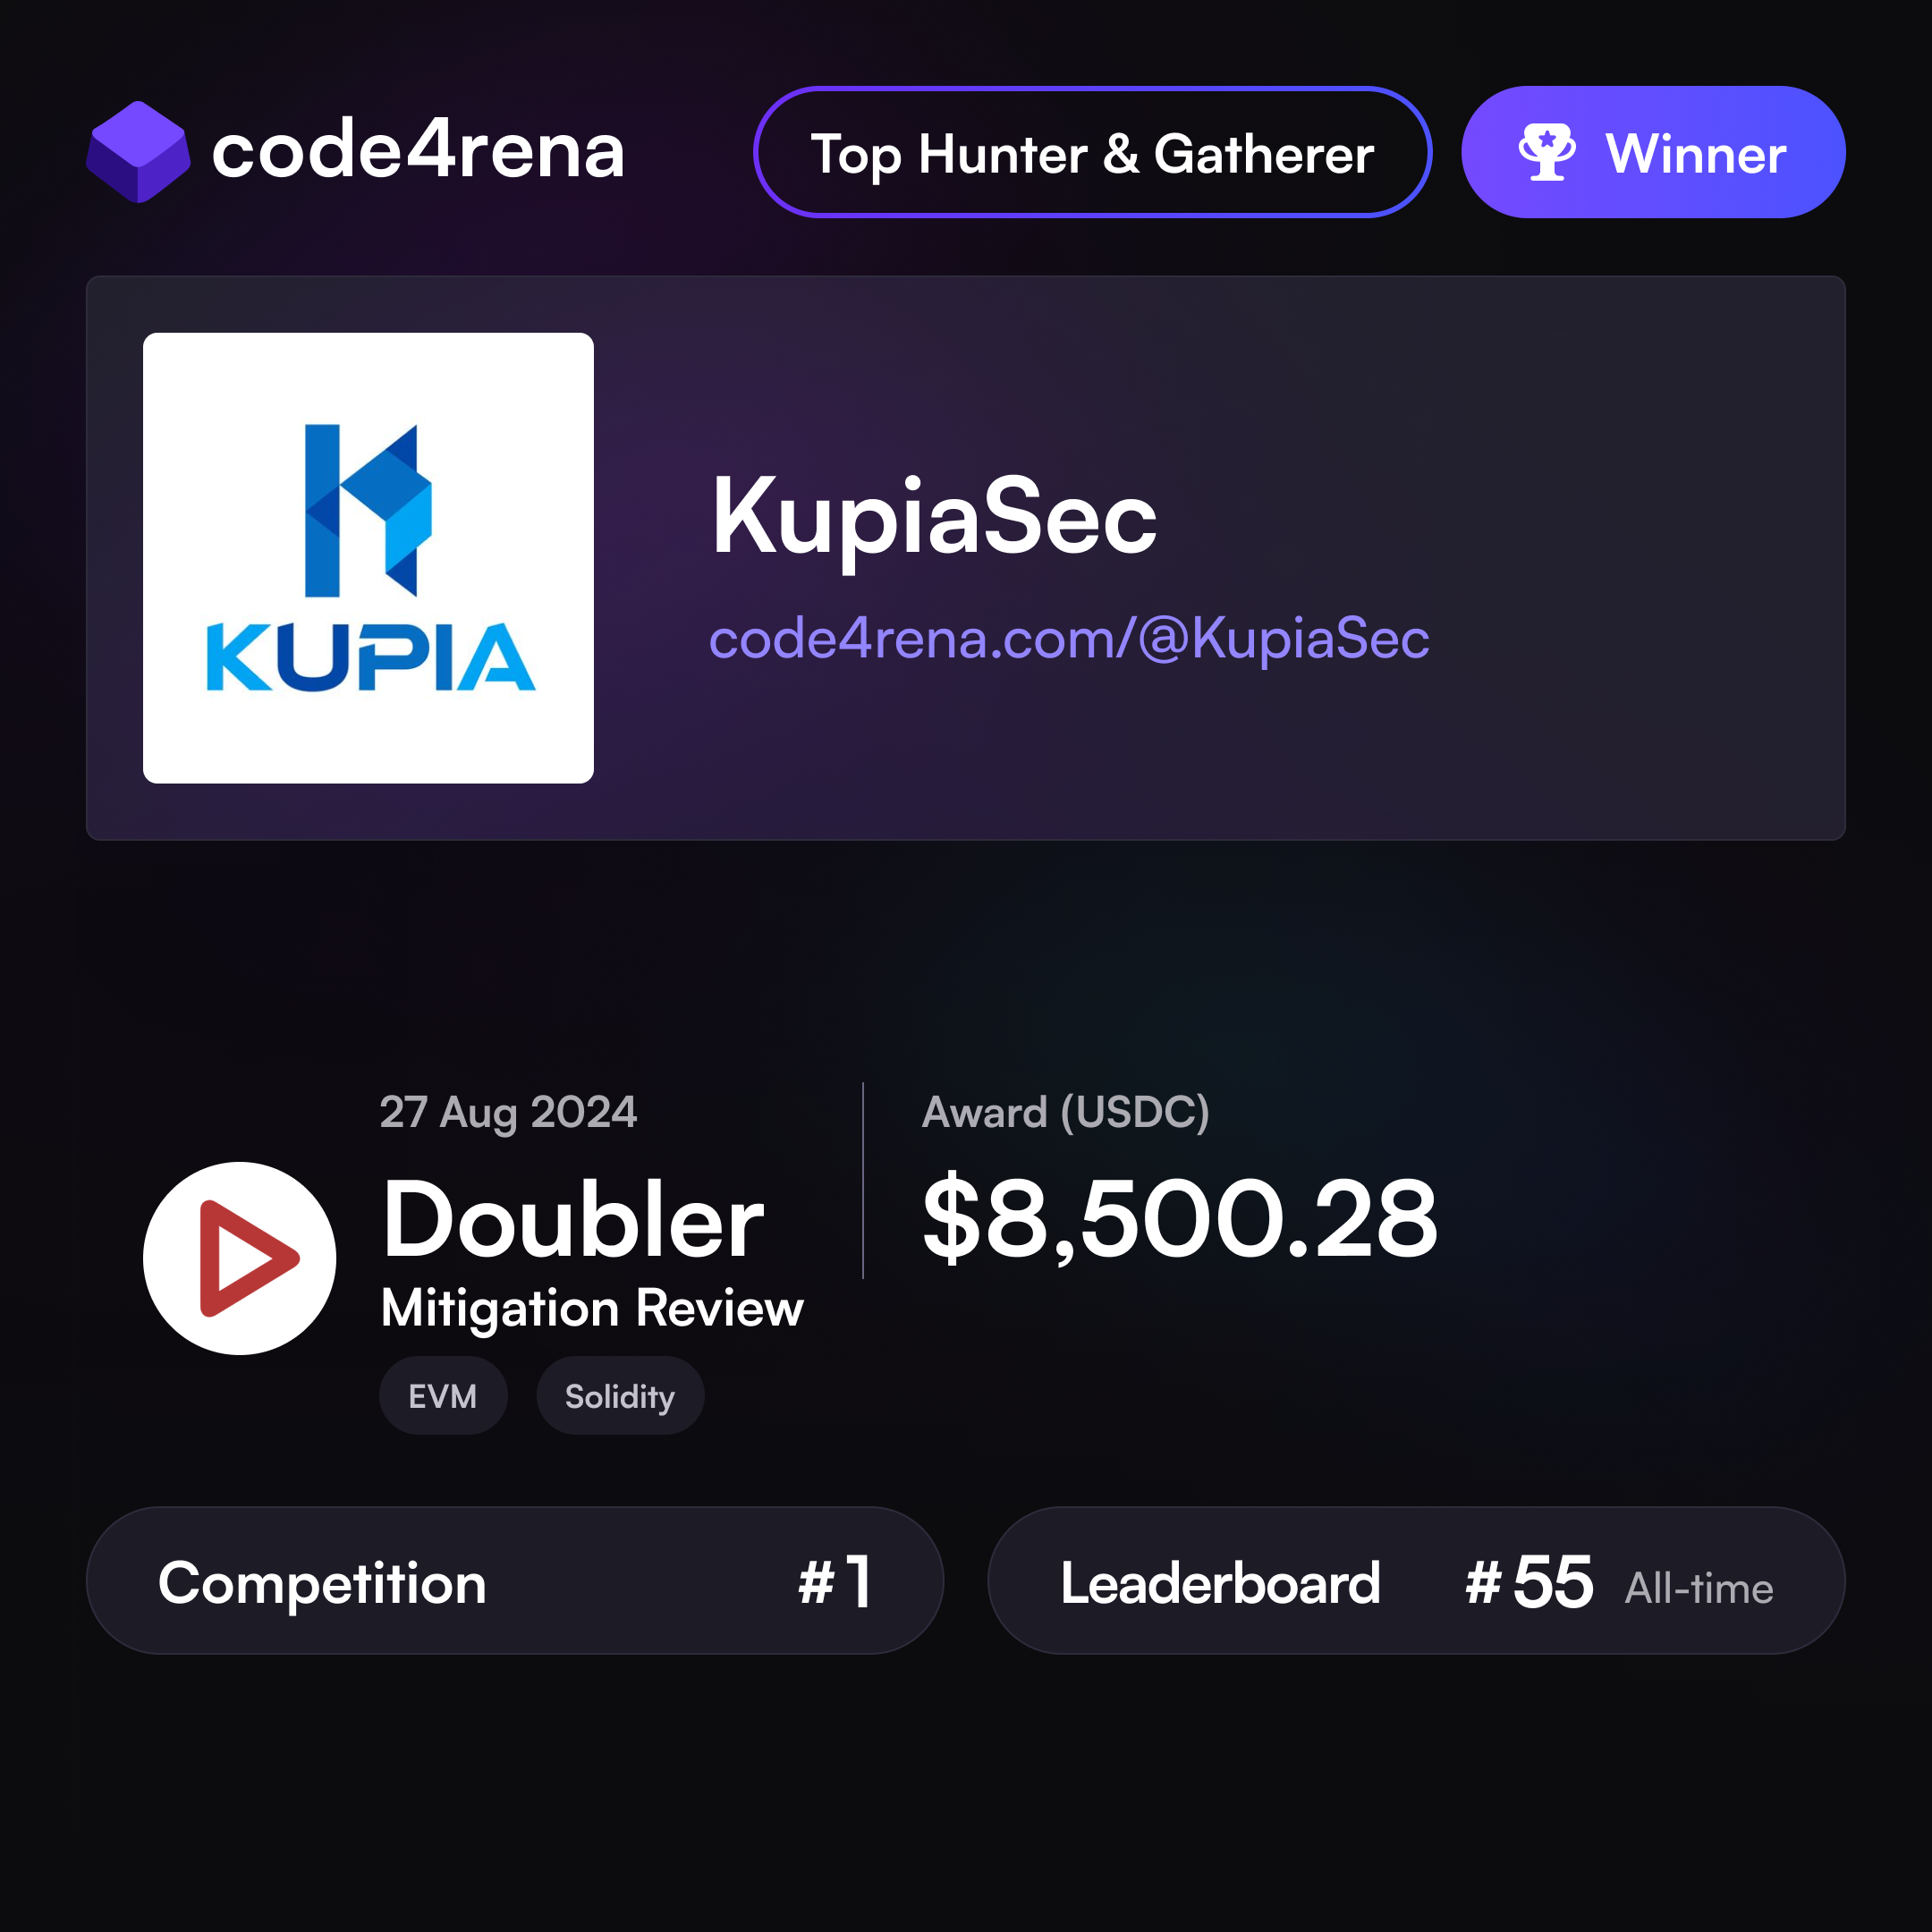 code4rena
Top Hunter & Gatherer
Winner
KUPIA
KupiaSec
code4rena.com/@KupiaSec
27 Aug 2024
Doubler
Mitigation Review
EVM
Solidity
Award (USDC)
$8,500.28
Competition #1
Leaderboard #55 All-time